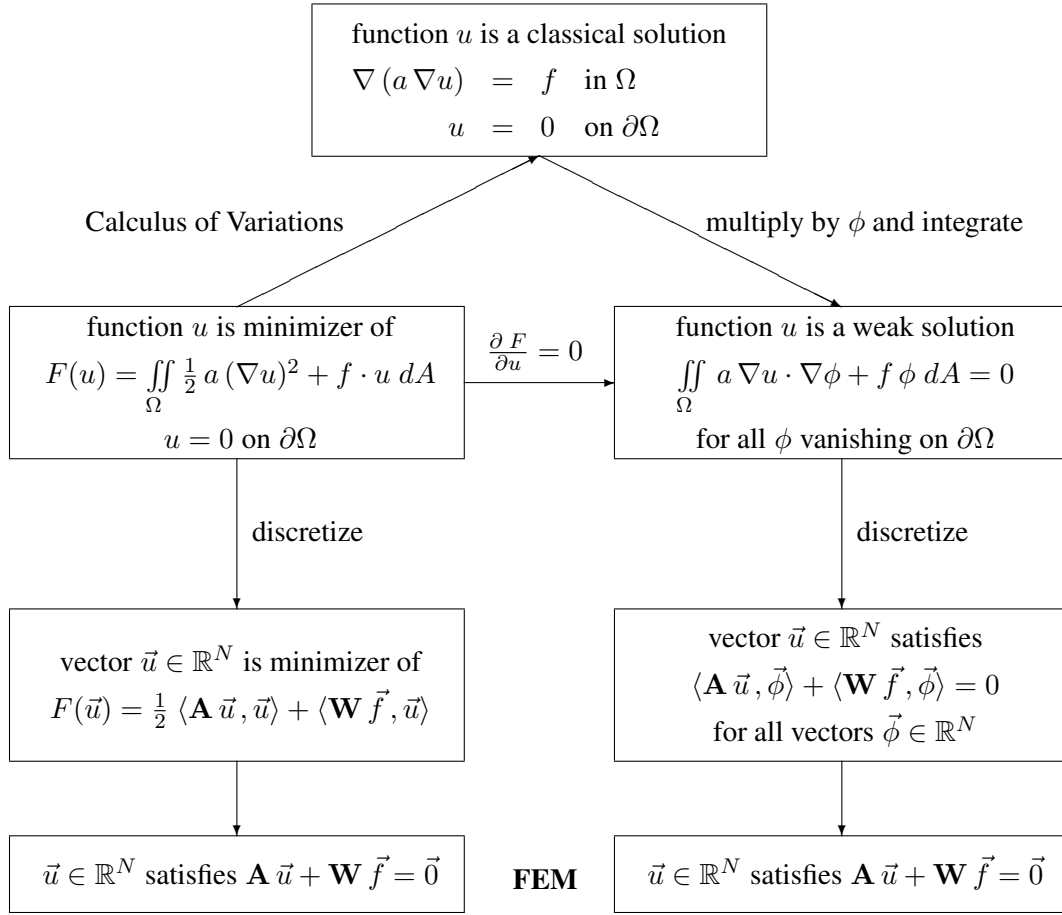 function u is a classical solution
∇ (a ∇u) = f in Ω
u = 0 on ∂Ω
Calculus of Variations
multiply by ϕ and integrate
function u is minimizer of
F(u) = ∬_Ω ½ a (∇u)² + f · u dA
u = 0 on ∂Ω
∂ F/∂u = 0
function u is a weak solution
∬_Ω a ∇u · ∇ϕ + f ϕ dA = 0
for all ϕ vanishing on ∂Ω
discretize
discretize
vector u⃗ ∈ ℝ^N is minimizer of
F(u⃗) = ½ ⟨A u⃗ , u⃗⟩ + ⟨W f⃗ , u⃗⟩
vector u⃗ ∈ ℝ^N satisfies
⟨A u⃗ , ϕ⃗⟩ + ⟨W f⃗ , ϕ⃗⟩ = 0
for all vectors ϕ⃗ ∈ ℝ^N
u⃗ ∈ ℝ^N satisfies A u⃗ + W f⃗ = 0⃗
FEM
u⃗ ∈ ℝ^N satisfies A u⃗ + W f⃗ = 0⃗